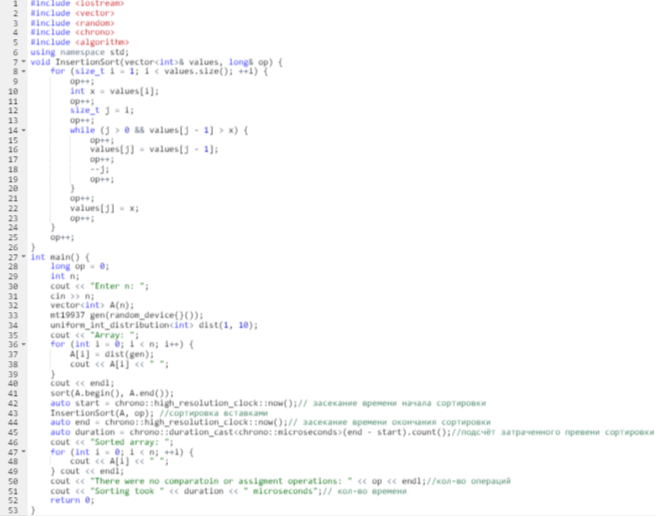 1 #include <iostream>
2 #include <vector>
3 #include <random>
4 #include <chrono>
5 #include <algorithm>
6 using namespace std;
7 void InsertionSort(vector<int>& values, long& op) {
8 for (size_t i = 1; i < values.size(); ++i) {
9 op++;
10 int x = values[i];
11 op++;
12 size_t j = i;
13 op++;
14 while (j > 0 && values[j - 1] > x) {
15 op++;
16 values[j] = values[j - 1];
17 op++;
18 --j;
19 op++;
20 }
21 op++;
22 values[j] = x;
23 op++;
24 }
25 op++;
26 }
27 int main() {
28 long op = 0;
29 int n;
30 cout << "Enter n: ";
31 cin >> n;
32 vector<int> A(n);
33 mt19937 gen(random_device{}());
34 uniform_int_distribution<int> dist(1, 10);
35 cout << "Array: ";
36 for (int i = 0; i < n; i++) {
37 A[i] = dist(gen);
38 cout << A[i] << " ";
39 }
40 cout << endl;
41 sort(A.begin(), A.end());
42 auto start = chrono::high_resolution_clock::now();// засекание времени начала сортировки
43 InsertionSort(A, op); //сортировка вставками
44 auto end = chrono::high_resolution_clock::now();// засекание времени окончания сортировки
45 auto duration = chrono::duration_cast<chrono::microseconds>(end - start).count();//подсчёт затраченного превени сортировки
46 cout << "Sorted array: ";
47 for (int i = 0; i < n; ++i) {
48 cout << A[i] << " ";
49 } cout << endl;
50 cout << "There were no comparatoin or assigment operations: " << op << endl;//кол-во операций
51 cout << "Sorting took " << duration << " microseconds";// кол-во времени
52 return 0;
53 }